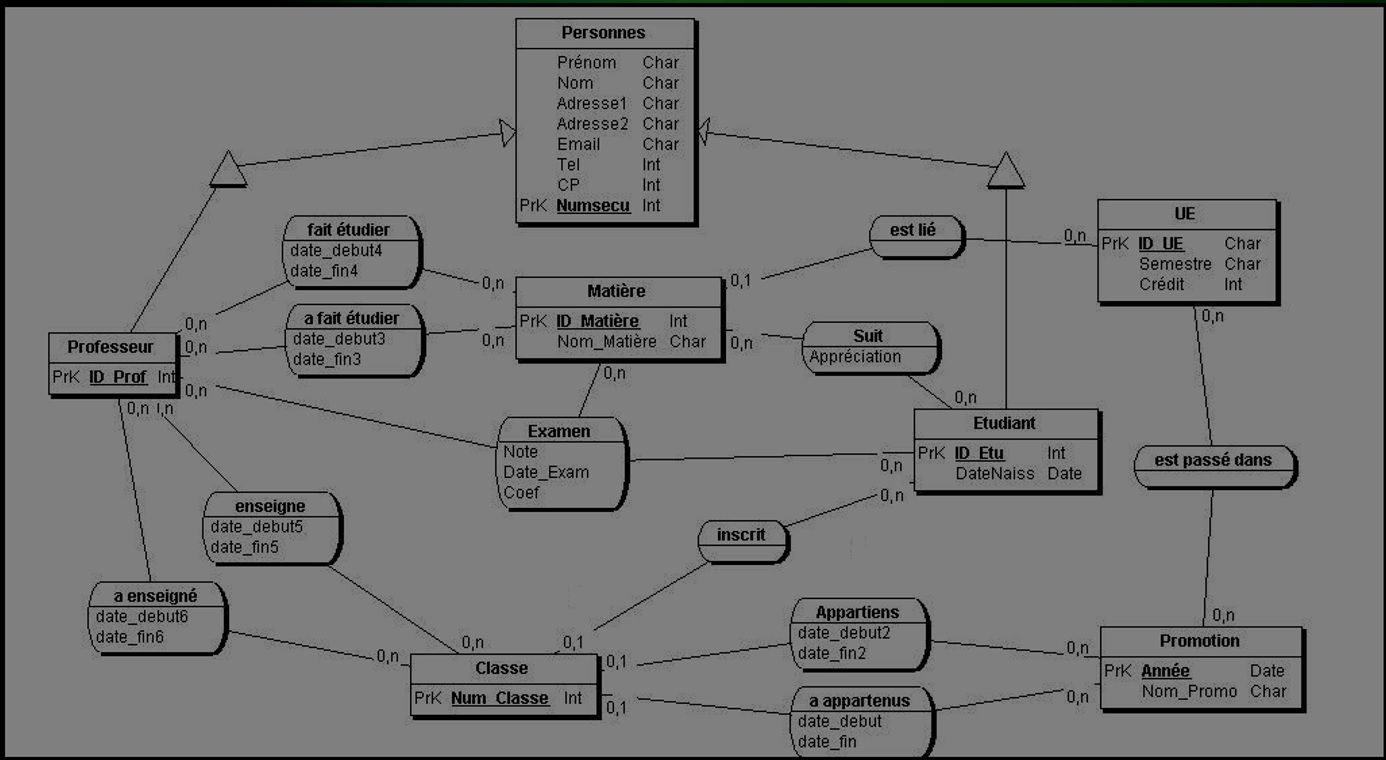 Personnes
Prénom Char
Nom Char
Adresse1 Char
Adresse2 Char
Email Char
Tel Int
CP Int
PrK Numsecu Int
fait étudier
date_debut4
date_fin4
0,n
0,n
a fait étudier
date_debut3
date_fin3
0,n
0,n
Matière
PrK ID_Matière Int
Nom_Matière Char
est lié
0,1
0,n
UE
PrK ID_UE Char
Semestre Char
Crédit Int
0,n
Professeur
PrK ID_Prof Int
0,n
0,n
Suit
Appréciation
0,n
0,n
Examen
Note
Date_Exam
Coef
0,n
0,n
Etudiant
PrK ID_Etu Int
DateNaiss Date
0,n
est passé dans
0,n
0,n
enseigne
date_debut5
date_fin5
0,n
inscrit
0,1
a enseigné
date_debut6
date_fin6
0,n
Classe
PrK Num_Classe Int
0,1
0,1
Appartiens
date_debut2
date_fin2
0,n
a appartenus
date_debut
date_fin
0,n
Promotion
PrK Année Date
Nom_Promo Char